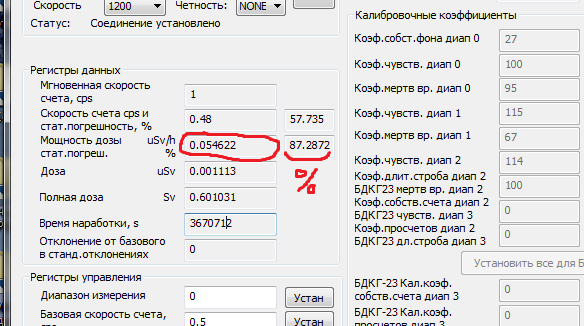 Скорость 1200 Четность: NONE
Статус: Соединение установлено
Регистры данных
Мгновенная скорость счета, cps 1
Скорость счета cps и стат.погрешность, % 0.48 57.735
Мощность дозы uSv/h стат.погреш. % 0.054622 87.2872
%
Доза uSv 0.001113
Полная доза Sv 0.601031
Время наработки, s 3670712
Отклонение от базового в станд.отклонениях 0
Регистры управления
Диапазон измерения 0 Устан
Базовая скорость счета, 0.5 Устан
Калибровочные коэффициенты
Коэф.собст.фона диап 0 27
Коэф.чувств. диап 0 100
Коэф.мертв вр. диап 0 95
Коэф.чувств. диап 1 115
Коэф.мертв вр. диап 1 67
Коэф.чувств. диап 2 114
Коэф.длит.строба диап 2
БДКГ23 мертв вр. диап 2 100
Коэф.собств.счета диап 2
БДКГ23 чувств. диап 3 0
Коэф.просчетов диап 2
БДКГ23 дл.строба диап 3 0
Установить все для Б
БДКГ-23 Кал.коэф. собств.счета диап 3 0
БДКГ-23 Кал.коэф. просчетов диап 3 0